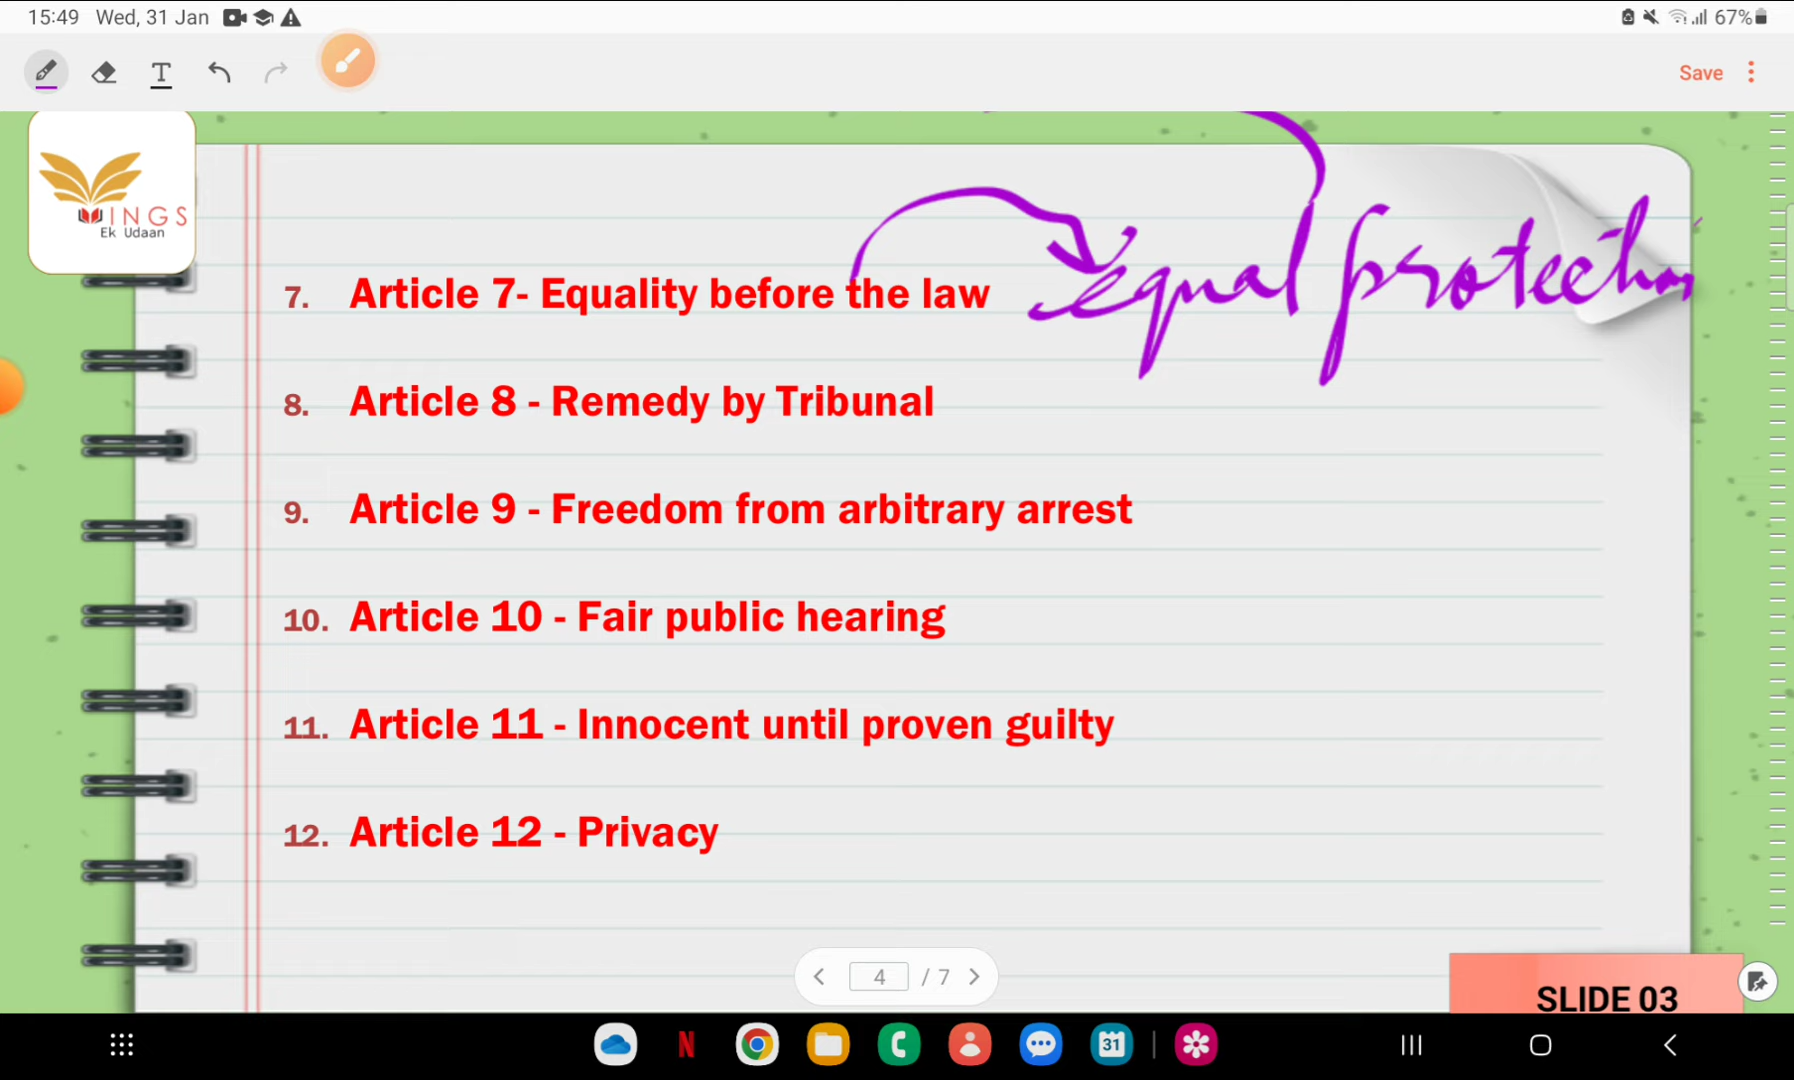 15:49 Wed, 31 Jan
67%
T
Save
WINGS
Ek Udaan
Equal protection
7. Article 7- Equality before the law
8. Article 8 - Remedy by Tribunal
9. Article 9 - Freedom from arbitrary arrest
10. Article 10 - Fair public hearing
11. Article 11 - Innocent until proven guilty
12. Article 12 - Privacy
4 / 7
SLIDE 03
N
31